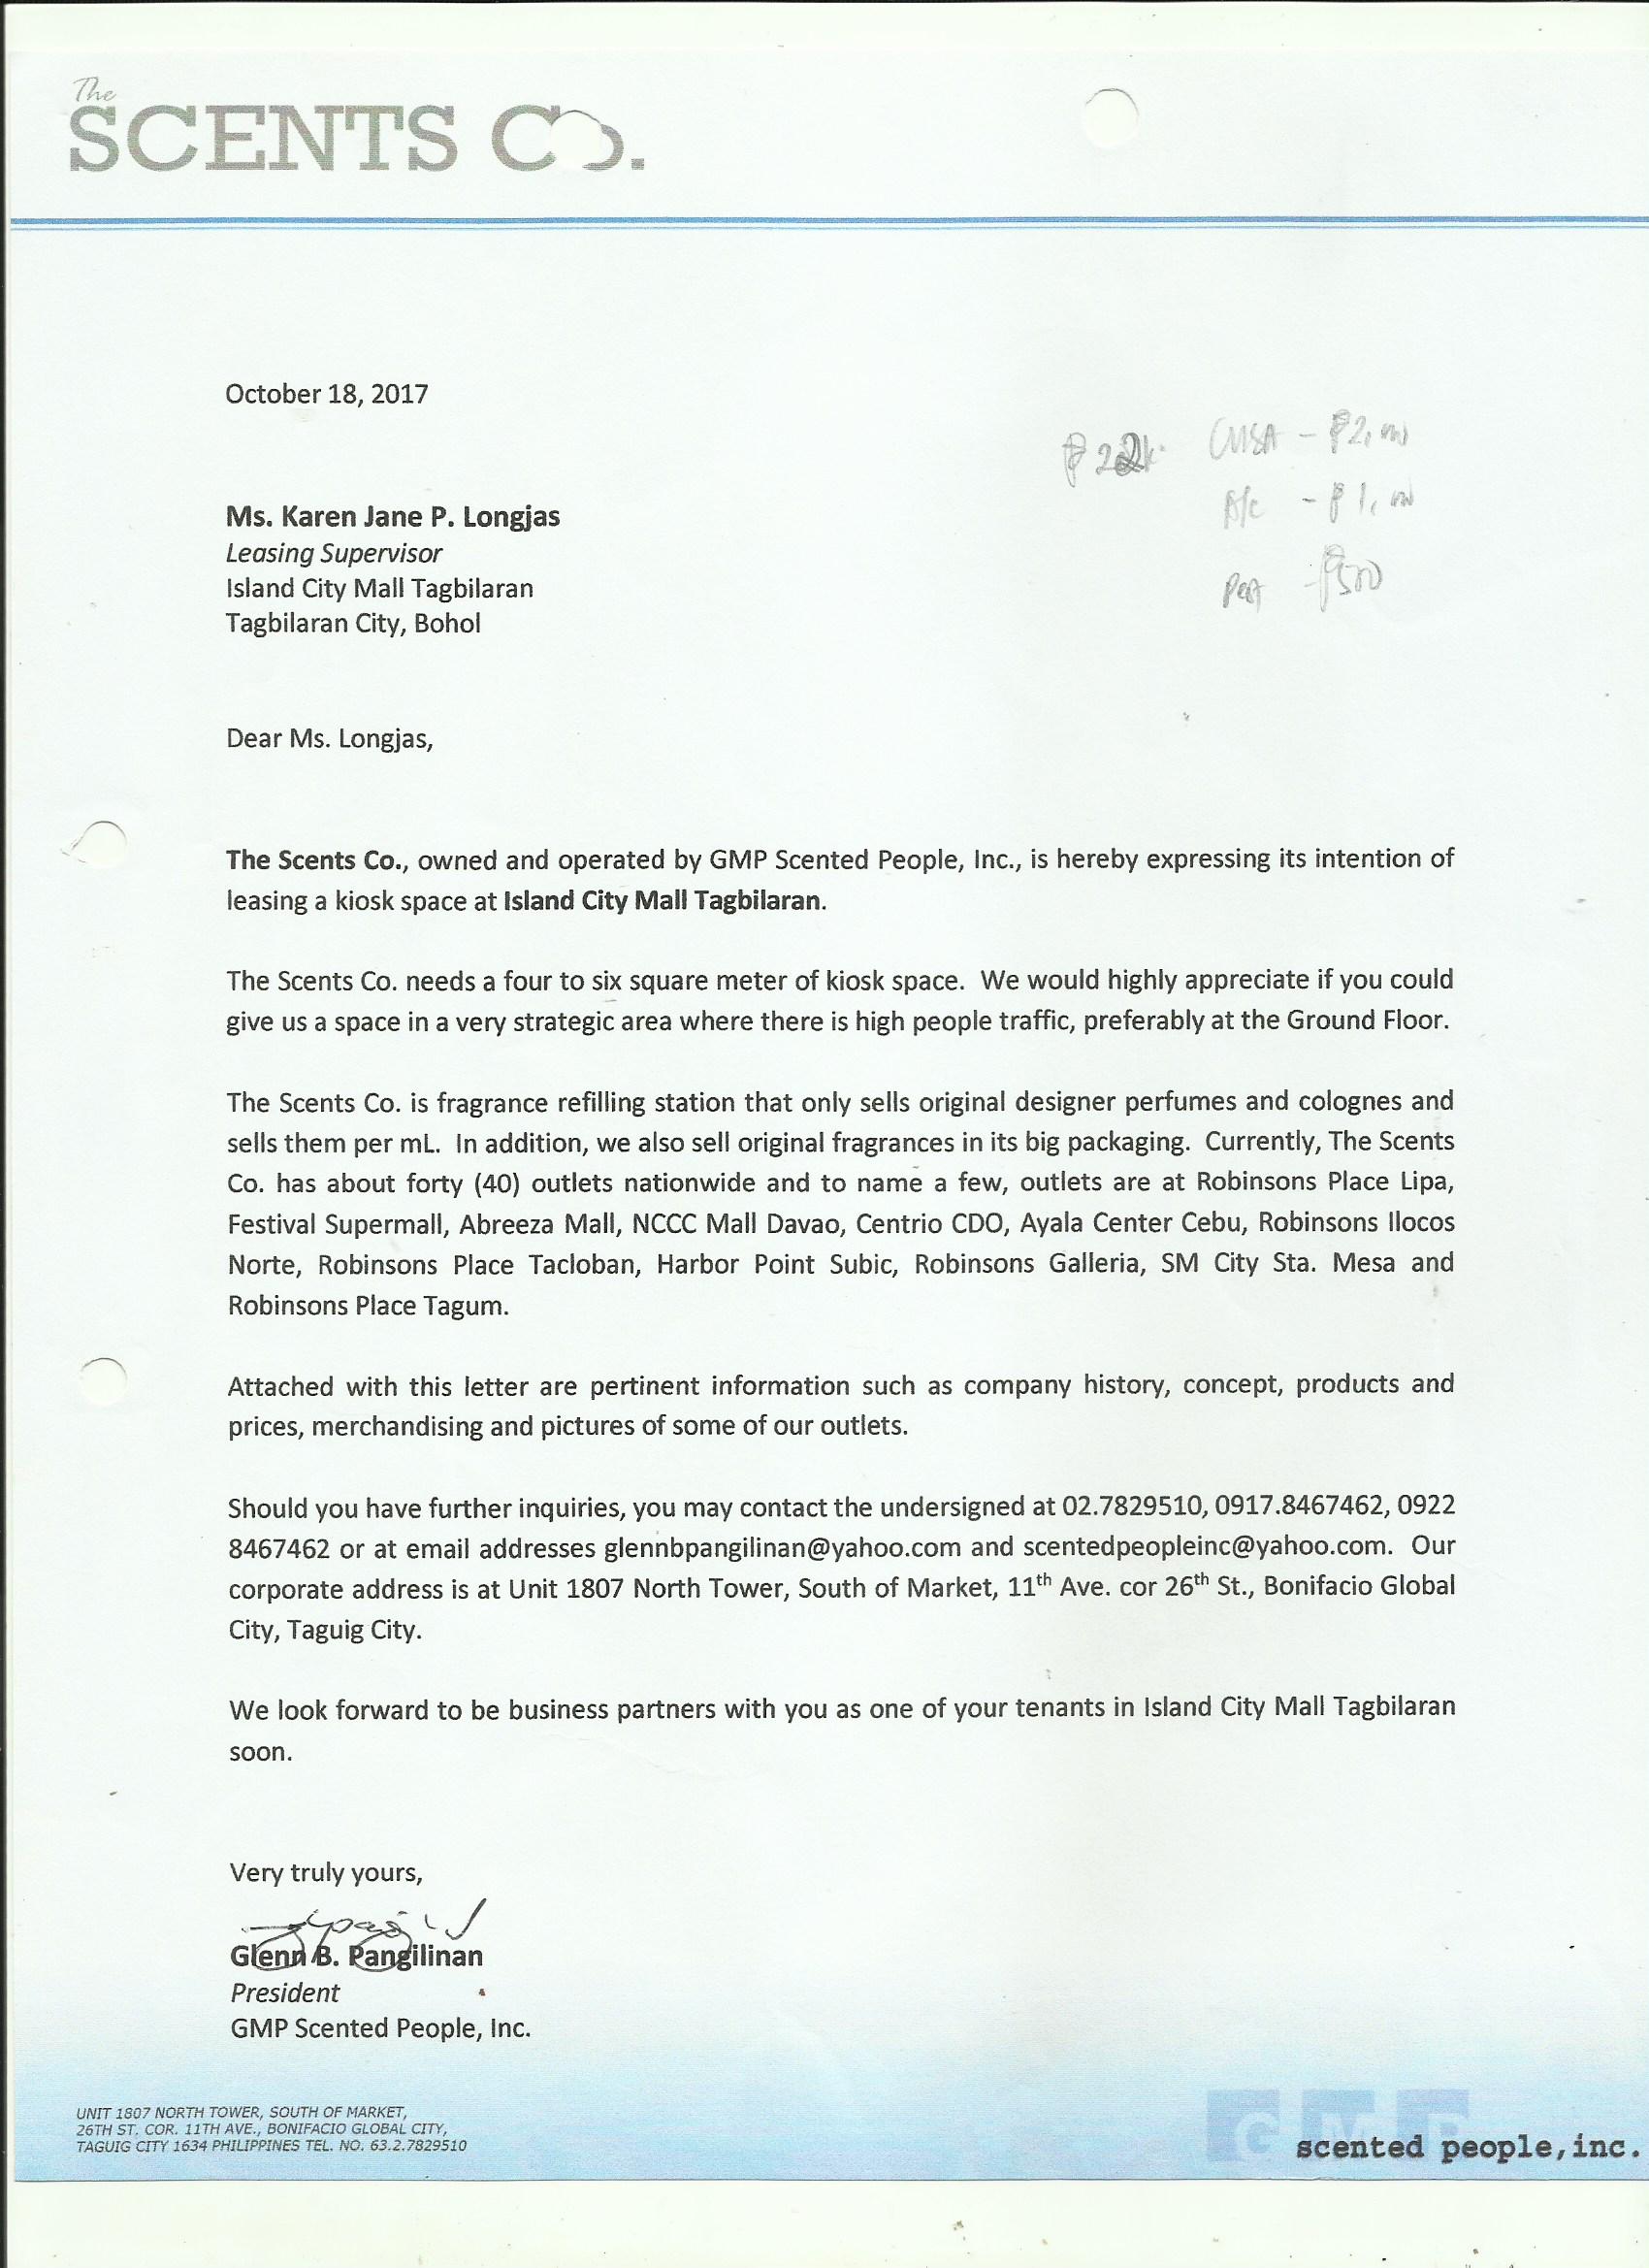 The
SCENTS Co.
October 18, 2017
₱22k CUSA - ₱2,000
A/c - ₱1,000
Pest - ₱500
Ms. Karen Jane P. Longjas
Leasing Supervisor
Island City Mall Tagbilaran
Tagbilaran City, Bohol
Dear Ms. Longjas,
The Scents Co., owned and operated by GMP Scented People, Inc., is hereby expressing its intention of
leasing a kiosk space at Island City Mall Tagbilaran.
The Scents Co. needs a four to six square meter of kiosk space. We would highly appreciate if you could
give us a space in a very strategic area where there is high people traffic, preferably at the Ground Floor.
The Scents Co. is fragrance refilling station that only sells original designer perfumes and colognes and
sells them per mL. In addition, we also sell original fragrances in its big packaging. Currently, The Scents
Co. has about forty (40) outlets nationwide and to name a few, outlets are at Robinsons Place Lipa,
Festival Supermall, Abreeza Mall, NCCC Mall Davao, Centrio CDO, Ayala Center Cebu, Robinsons Ilocos
Norte, Robinsons Place Tacloban, Harbor Point Subic, Robinsons Galleria, SM City Sta. Mesa and
Robinsons Place Tagum.
Attached with this letter are pertinent information such as company history, concept, products and
prices, merchandising and pictures of some of our outlets.
Should you have further inquiries, you may contact the undersigned at 02.7829510, 0917.8467462, 0922
8467462 or at email addresses glennbpangilinan@yahoo.com and scentedpeopleinc@yahoo.com. Our
corporate address is at Unit 1807 North Tower, South of Market, 11th Ave. cor 26th St., Bonifacio Global
City, Taguig City.
We look forward to be business partners with you as one of your tenants in Island City Mall Tagbilaran
soon.
Very truly yours,
Glenn B. Pangilinan
President
GMP Scented People, Inc.
UNIT 1807 NORTH TOWER, SOUTH OF MARKET,
26TH ST. COR. 11TH AVE., BONIFACIO GLOBAL CITY,
TAGUIG CITY 1634 PHILIPPINES TEL. NO. 63.2.7829510
GMP
scented people,inc.